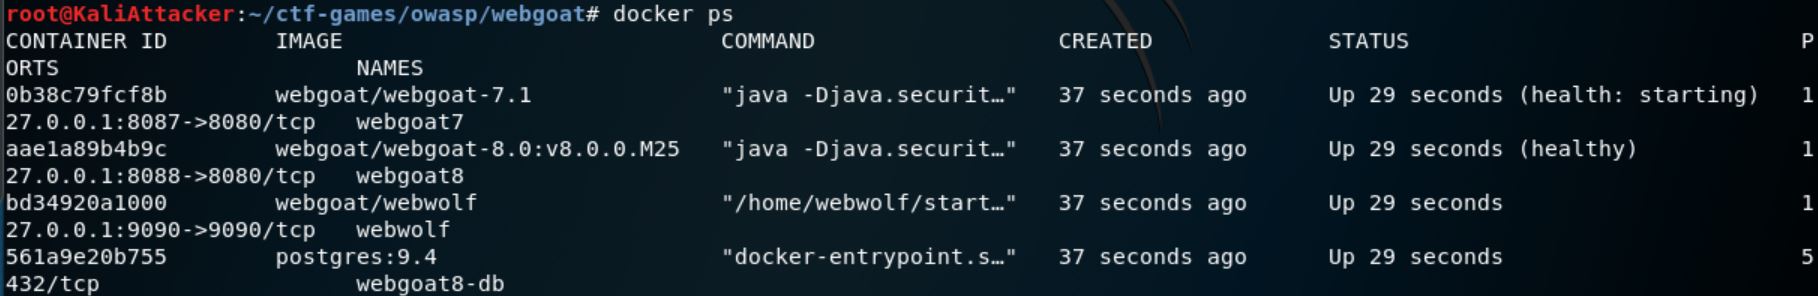 root@KaliAttacker:~/ctf-games/owasp/webgoat# docker ps
CONTAINER ID        IMAGE                            COMMAND                  CREATED             STATUS                             P
ORTS                      NAMES
0b38c79fcf8b        webgoat/webgoat-7.1              "java -Djava.securit…"   37 seconds ago      Up 29 seconds (health: starting)   1
27.0.0.1:8087->8080/tcp   webgoat7
aae1a89b4b9c        webgoat/webgoat-8.0:v8.0.0.M25   "java -Djava.securit…"   37 seconds ago      Up 29 seconds (healthy)            1
27.0.0.1:8088->8080/tcp   webgoat8
bd34920a1000        webgoat/webwolf                  "/home/webwolf/start…"   37 seconds ago      Up 29 seconds                      1
27.0.0.1:9090->9090/tcp   webwolf
561a9e20b755        postgres:9.4                     "docker-entrypoint.s…"   37 seconds ago      Up 29 seconds                      5
432/tcp                   webgoat8-db